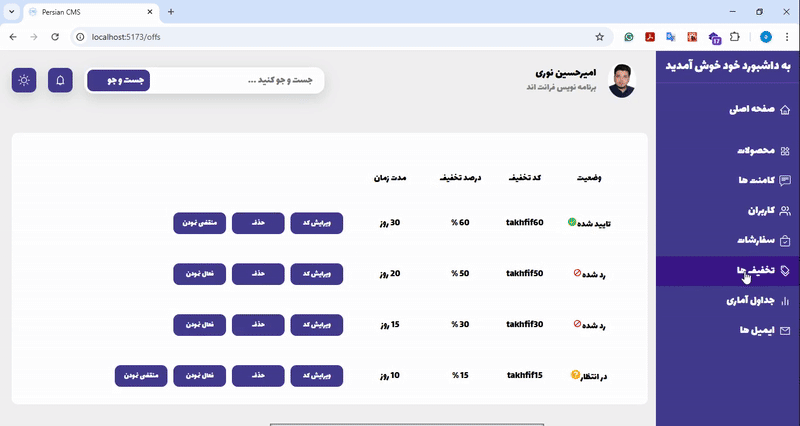 Persian CMS
localhost:5173/offs
17
به داشبورد خود خوش آمدید
صفحه اصلی
محصولات
کامنت ها
کاربران
سفارشات
تخفیف ها
جداول آماری
ایمیل ها
امیرحسین نوری
برنامه نویس فرانت اند
جست و جو کنید ...
جست و جو
وضعیت کد تخفیف درصد تخفیف مدت زمان
تایید شده takhfif60 60 % 30 روز ویرایش کد حذف منقضی نمودن
رد شده takhfif50 50 % 20 روز ویرایش کد حذف فعال نمودن
رد شده takhfif30 30 % 15 روز ویرایش کد حذف فعال نمودن
در انتظار takhfif15 15 % 10 روز ویرایش کد حذف فعال نمودن منقضی نمودن